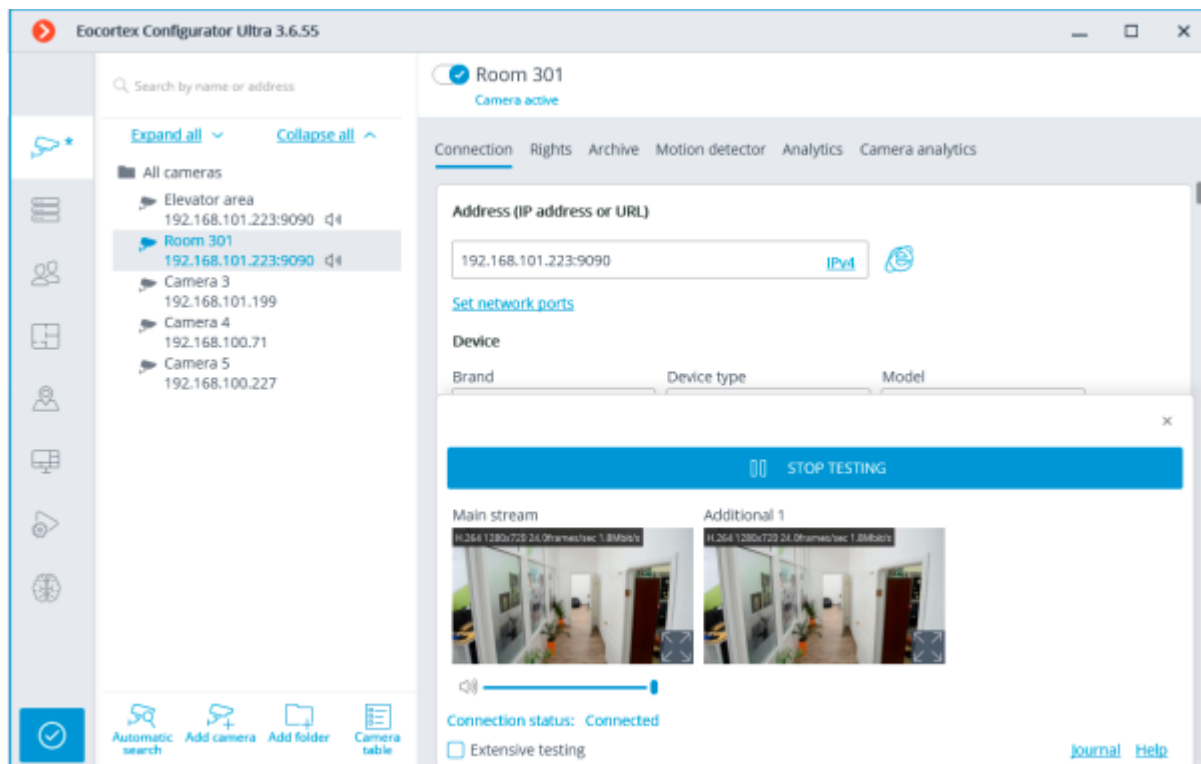 Eocortex Configurator Ultra 3.6.55
Search by name or address
Expand all
Collapse all
All cameras
Elevator area
192.168.101.223:9090
Room 301
192.168.101.223:9090
Camera 3
192.168.101.199
Camera 4
192.168.100.71
Camera 5
192.168.100.227
Automatic search
Add camera
Add folder
Camera table
Room 301
Camera active
Connection Rights Archive Motion detector Analytics Camera analytics
Address (IP address or URL)
192.168.101.223:9090 IPv4
Set network ports
Device
Brand Device type Model
STOP TESTING
Main stream Additional 1
H.264 1280x720 24.0frames/sec 1.8Mbit/s H.264 1280x720 24.0frames/sec 1.8Mbit/s
Connection status: Connected
Extensive testing
Journal Help